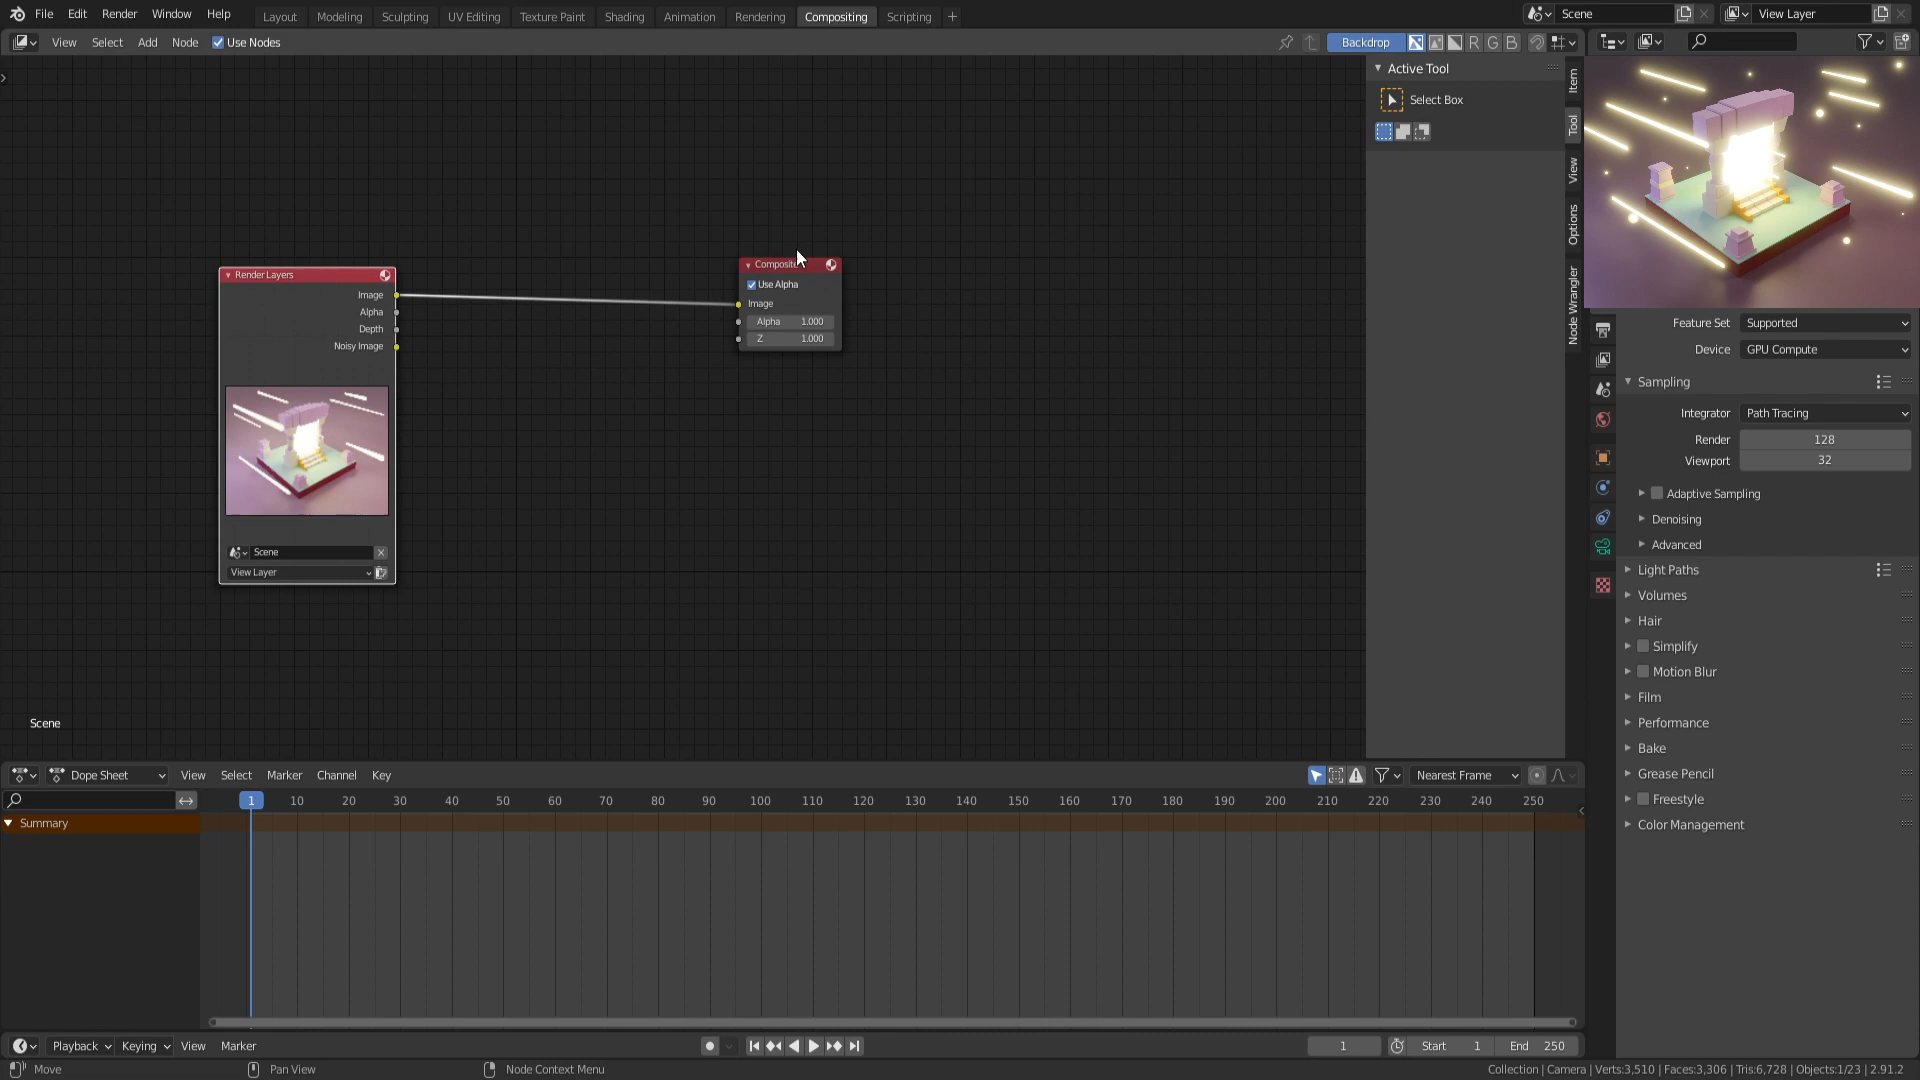 File Edit Render Window Help
Layout Modeling Sculpting UV Editing Texture Paint Shading Animation Rendering Compositing Scripting +
Scene
View Layer
View Select Add Node Use Nodes
Backdrop
R G B
Active Tool
Select Box
Item
Tool
View
Options
Node Wrangler
Render Layers
Image
Alpha
Depth
Noisy Image
Scene
View Layer
Composite
Use Alpha
Image
Alpha 1.000
Z 1.000
Scene
Feature Set Supported
Device GPU Compute
Sampling
Integrator Path Tracing
Render 128
Viewport 32
Adaptive Sampling
Denoising
Advanced
Light Paths
Volumes
Hair
Simplify
Motion Blur
Film
Performance
Bake
Grease Pencil
Freestyle
Color Management
Dope Sheet View Select Marker Channel Key
Nearest Frame
1 10 20 30 40 50 60 70 80 90 100 110 120 130 140 150 160 170 180 190 200 210 220 230 240 250
Summary
Playback Keying View Marker
1 Start 1 End 250
Move Pan View Node Context Menu
Collection | Camera | Verts:3,510 | Faces:3,306 | Tris:6,728 | Objects:1/23 | 2.91.2